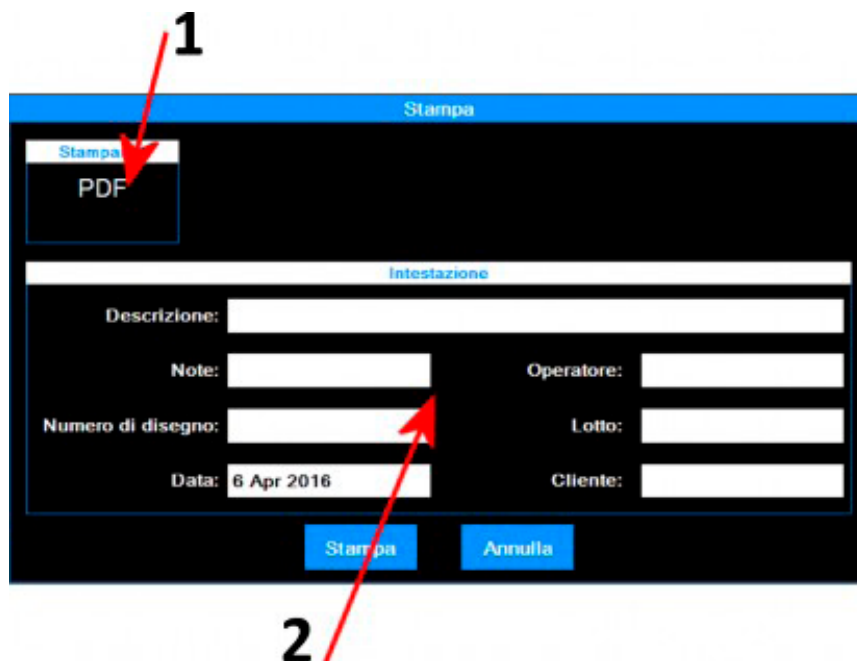 1
Stampa
PDF
Intestazione
Descrizione:
Note:
Operatore:
Numero di disegno:
Lotto:
Data: 6 Apr 2016
Cliente:
Stampa
Annulla
2